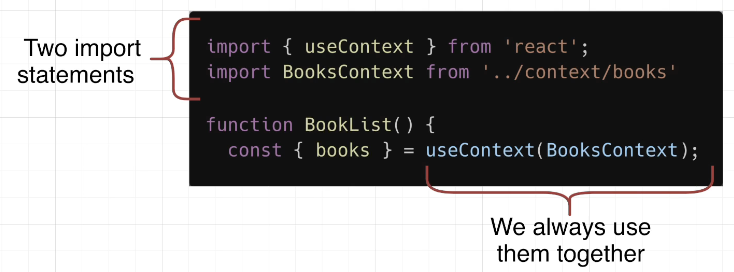 Two import
statements
import { useContext } from 'react';
import BooksContext from '../context/books'
function BookList() {
const { books } = useContext(BooksContext);
We always use
them together